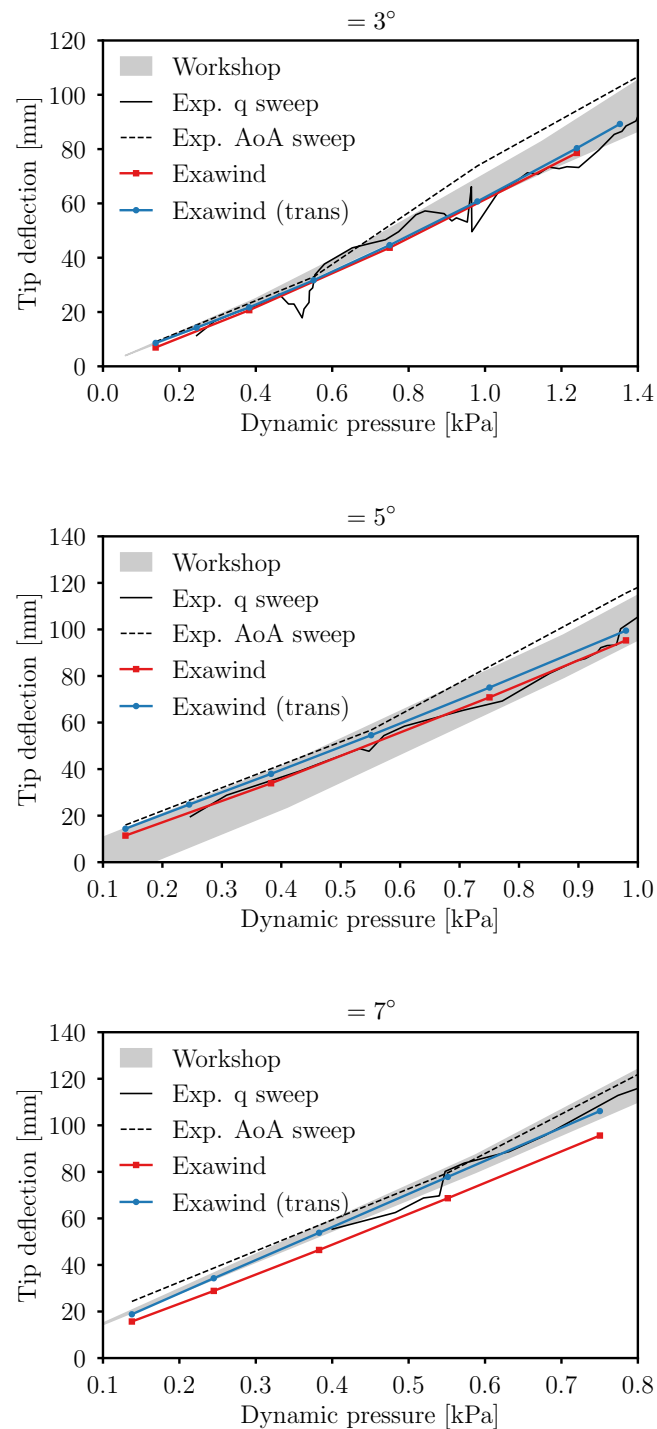 = 3°
120
100
80
60
40
20
0
Tip deflection [mm]
Workshop
Exp. q sweep
Exp. AoA sweep
Exawind
Exawind (trans)
0.0 0.2 0.4 0.6 0.8 1.0 1.2 1.4
Dynamic pressure [kPa]
= 5°
140
120
100
80
60
40
20
0
Tip deflection [mm]
Workshop
Exp. q sweep
Exp. AoA sweep
Exawind
Exawind (trans)
0.1 0.2 0.3 0.4 0.5 0.6 0.7 0.8 0.9 1.0
Dynamic pressure [kPa]
= 7°
140
120
100
80
60
40
20
0
Tip deflection [mm]
Workshop
Exp. q sweep
Exp. AoA sweep
Exawind
Exawind (trans)
0.1 0.2 0.3 0.4 0.5 0.6 0.7 0.8
Dynamic pressure [kPa]